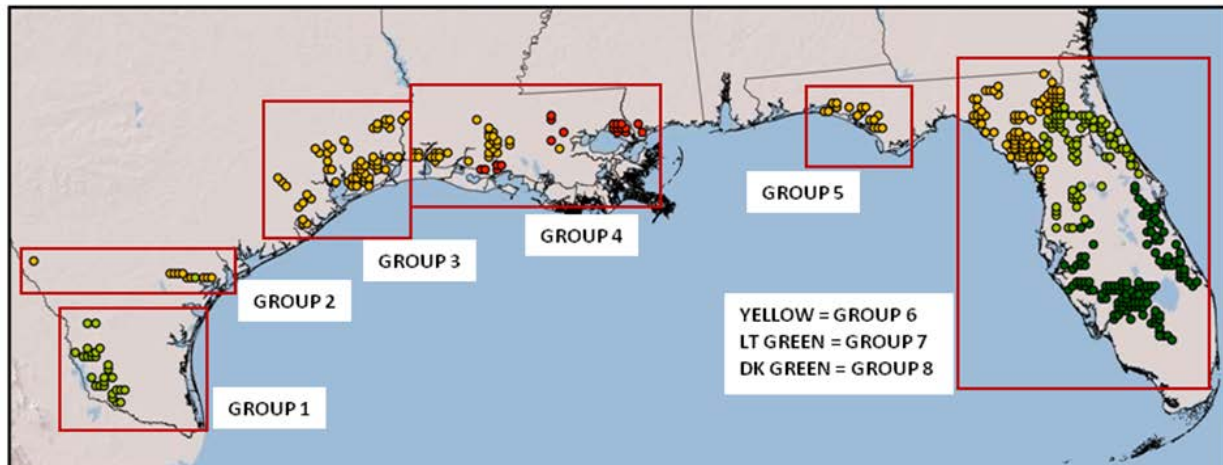 GROUP 5
GROUP 4
GROUP 3
GROUP 2
GROUP 1
YELLOW = GROUP 6
LT GREEN = GROUP 7
DK GREEN = GROUP 8